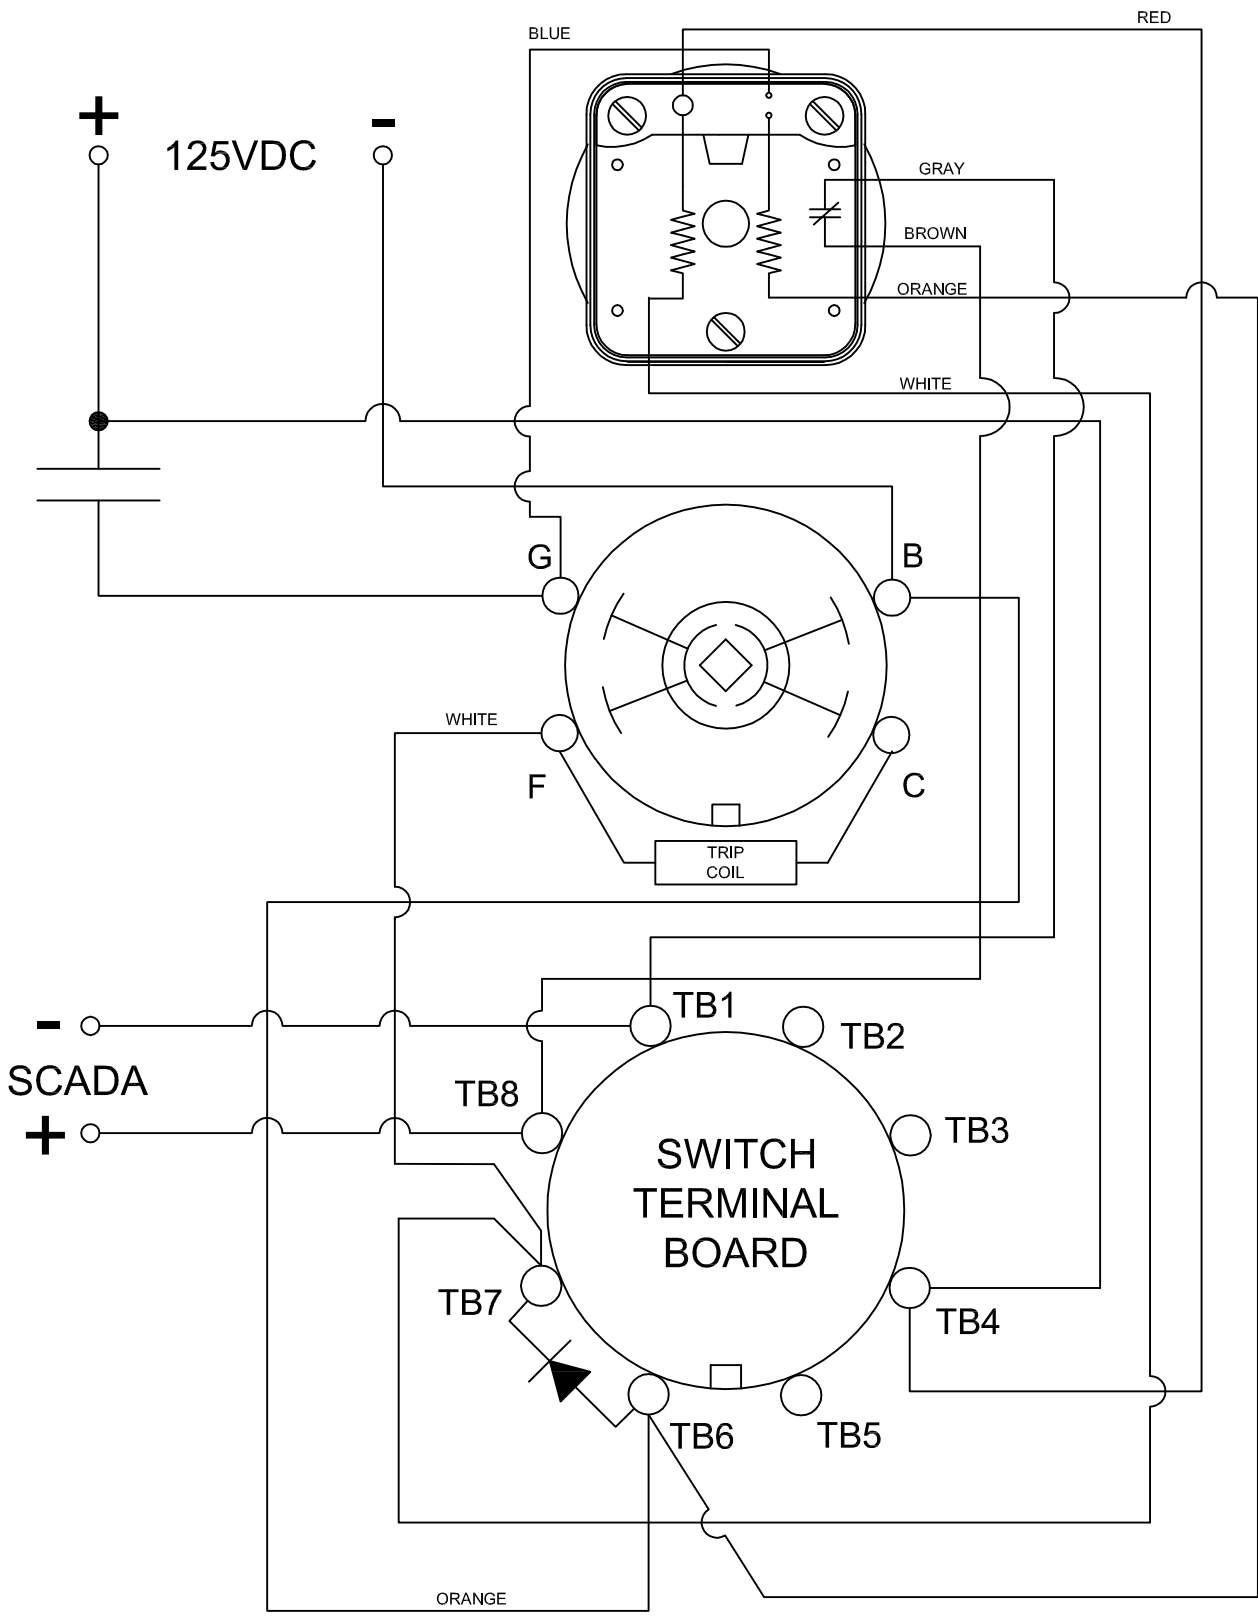 RED
BLUE
+
125VDC
-
GRAY
BROWN
ORANGE
WHITE
G
B
WHITE
F
C
TRIP
COIL
-
SCADA
+
TB1
TB2
TB8
TB3
SWITCH
TERMINAL
BOARD
TB7
TB4
TB6
TB5
ORANGE